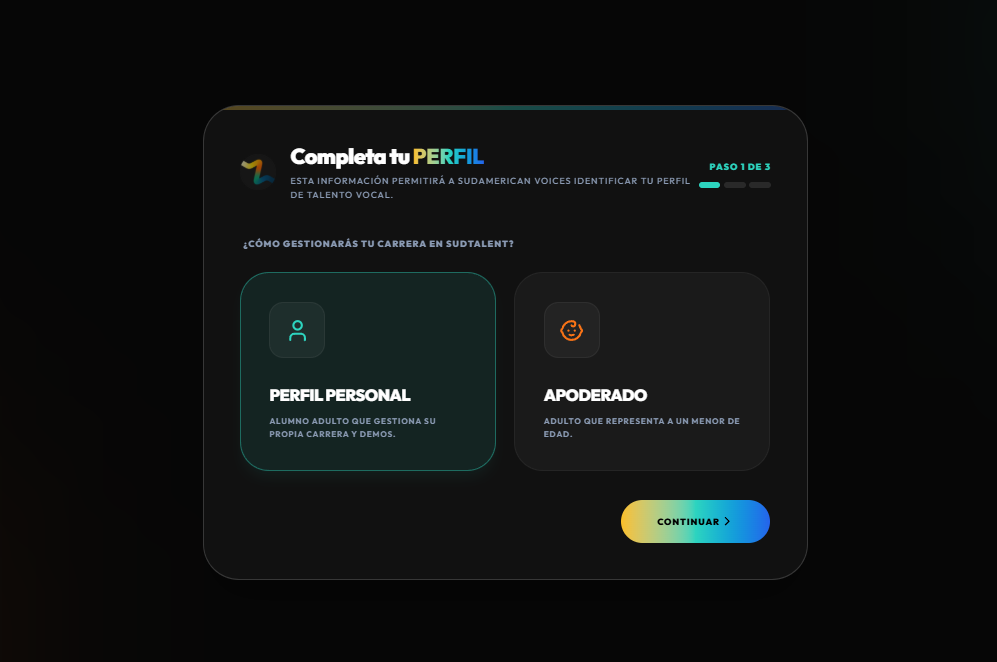 Completa tu PERFIL
ESTA INFORMACIÓN PERMITIRÁ A SUDAMERICAN VOICES IDENTIFICAR TU PERFIL
DE TALENTO VOCAL.
PASO 1 DE 3
¿CÓMO GESTIONARÁS TU CARRERA EN SUDTALENT?
PERFIL PERSONAL
ALUMNO ADULTO QUE GESTIONA SU
PROPIA CARRERA Y DEMOS.
APODERADO
ADULTO QUE REPRESENTA A UN MENOR DE
EDAD.
CONTINUAR